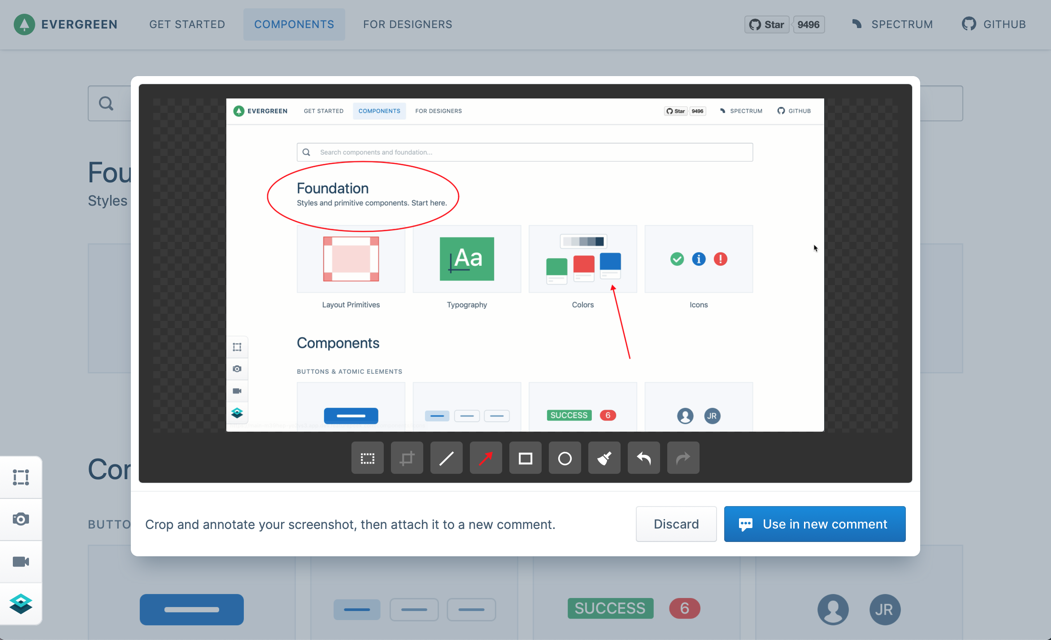 EVERGREEN GET STARTED COMPONENTS FOR DESIGNERS Star 9496 SPECTRUM GITHUB
EVERGREEN GET STARTED COMPONENTS FOR DESIGNERS Star 9496 SPECTRUM GITHUB
Search components and foundation...
Fou
Styles
Foundation
Styles and primitive components. Start here.
Aa
Layout Primitives Typography Colors Icons
Components
BUTTONS & ATOMIC ELEMENTS
SUCCESS 6 JR
Co
BUTTO
Crop and annotate your screenshot, then attach it to a new comment. Discard Use in new comment
SUCCESS 6 JR